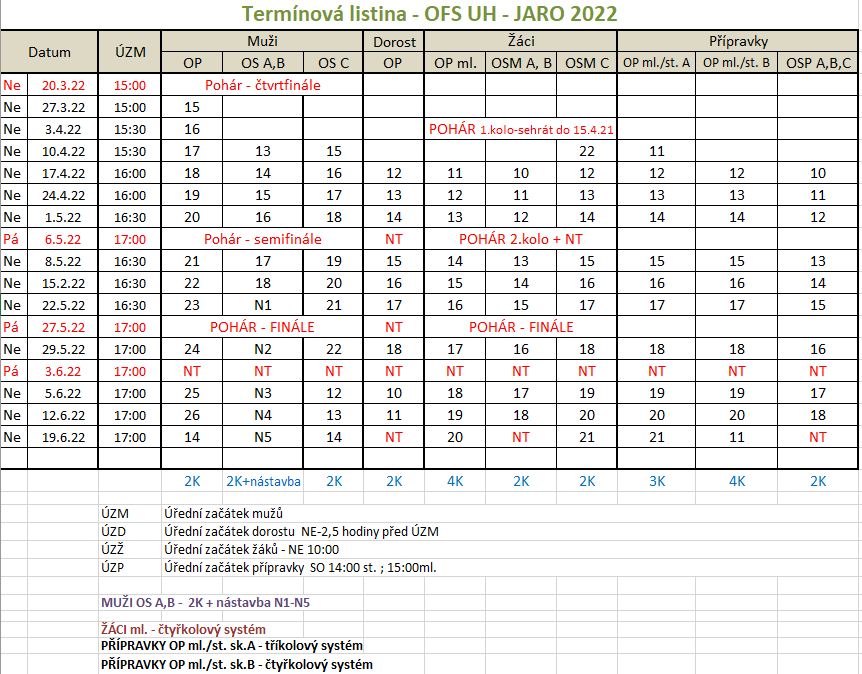 Termínová listina - OFS UH - JARO 2022
Datum ÚZM Muži Dorost Žáci Přípravky
OP OS A,B OS C OP OP ml. OSM A, B OSM C OP ml./st. A OP ml./st. B OSP A,B,C
Ne 20.3.22 15:00 Pohár - čtvrtfinále
Ne 27.3.22 15:00 15
Ne 3.4.22 15:30 16 POHÁR 1.kolo-sehrát do 15.4.21
Ne 10.4.22 15:30 17 13 15 22 11
Ne 17.4.22 16:00 18 14 16 12 11 10 12 12 12 10
Ne 24.4.22 16:00 19 15 17 13 12 11 13 13 13 11
Ne 1.5.22 16:30 20 16 18 14 13 12 14 14 14 12
Pá 6.5.22 17:00 Pohár - semifinále NT POHÁR 2.kolo + NT
Ne 8.5.22 16:30 21 17 19 15 14 13 15 15 15 13
Ne 15.2.22 16:30 22 18 20 16 15 14 16 16 16 14
Ne 22.5.22 16:30 23 N1 21 17 16 15 17 17 17 15
Pá 27.5.22 17:00 POHÁR - FINÁLE NT POHÁR - FINÁLE
Ne 29.5.22 17:00 24 N2 22 18 17 16 18 18 18 16
Pá 3.6.22 17:00 NT NT NT NT NT NT NT NT NT NT
Ne 5.6.22 17:00 25 N3 12 10 18 17 19 19 19 17
Ne 12.6.22 17:00 26 N4 13 11 19 18 20 20 20 18
Ne 19.6.22 17:00 14 N5 14 NT 20 NT 21 21 11 NT
2K 2K+nástavba 2K 2K 4K 2K 2K 3K 4K 2K
ÚZM Úřední začátek mužů
ÚZD Úřední začátek dorostu NE-2,5 hodiny před ÚZM
ÚZŽ Úřední začátek žáků - NE 10:00
ÚZP Úřední začátek přípravky SO 14:00 st. ; 15:00ml.
MUŽI OS A,B - 2K + nástavba N1-N5
ŽÁCI ml. - čtyřkolový systém
PŘÍPRAVKY OP ml./st. sk.A - tříkolový systém
PŘÍPRAVKY OP ml./st. sk.B - čtyřkolový systém